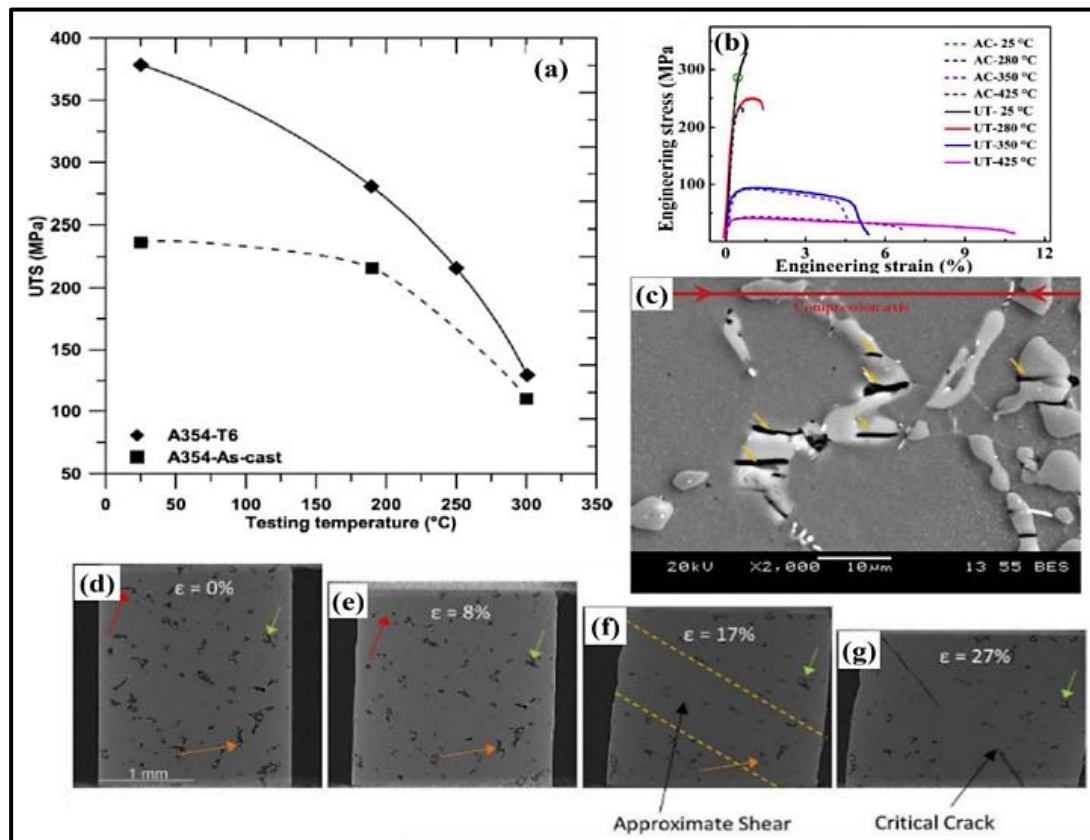 400
375
350
300
250
200
150
100
50
0
50
100
150
200
250
300
350
UTS (MPa)
Testing temperature (°C)
(a)
A354-T6
A354-As-cast
(b)
AC- 25 °C
AC-280 °C
AC-350 °C
AC-425 °C
UT- 25 °C
UT-280 °C
UT-350 °C
UT-425 °C
Engineering stress (MPa)
300
200
100
0
3
6
9
12
Engineering strain (%)
(c)
Compression axis
20kV X2,000 10μm 13 55 BES
(d)
ε = 0%
1 mm
(e)
ε = 8%
(f)
ε = 17%
(g)
ε = 27%
Approximate Shear
Critical Crack